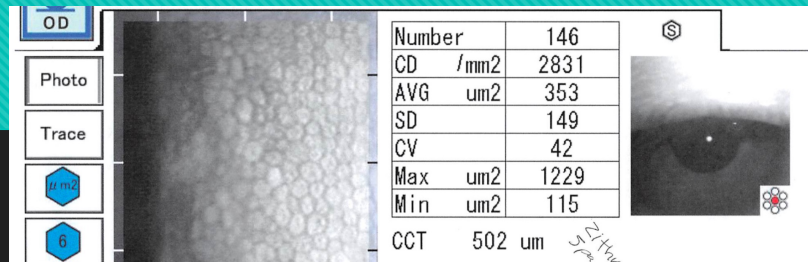 OD
Photo
Trace
μm2
6
Number 146
CD /mm2 2831
AVG um2 353
SD 149
CV 42
Max um2 1229
Min um2 115
CCT 502 um
S